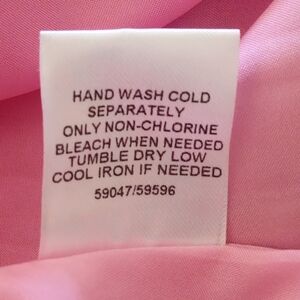 HAND WASH COLD
SEPARATELY
ONLY NON-CHLORINE
BLEACH WHEN NEEDED
TUMBLE DRY LOW
COOL IRON IF NEEDED
59047/59596